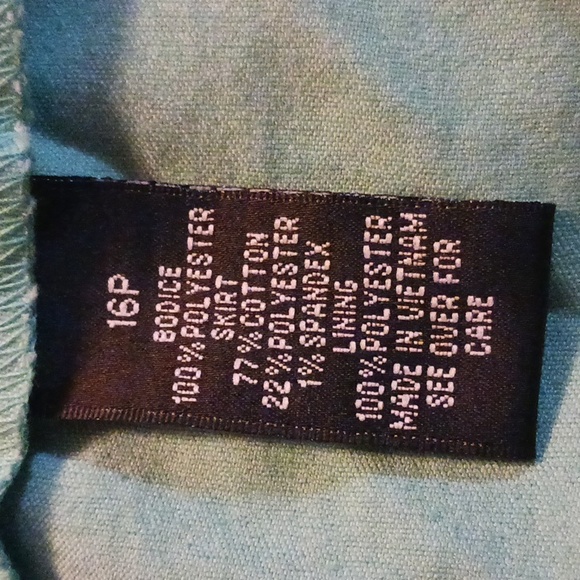 16P
BODICE
100% POLYESTER
SKIRT
77% COTTON
22% POLYESTER
1% SPANDEX
LINING
100% POLYESTER
MADE IN VIETNAM
SEE OVER FOR
CARE